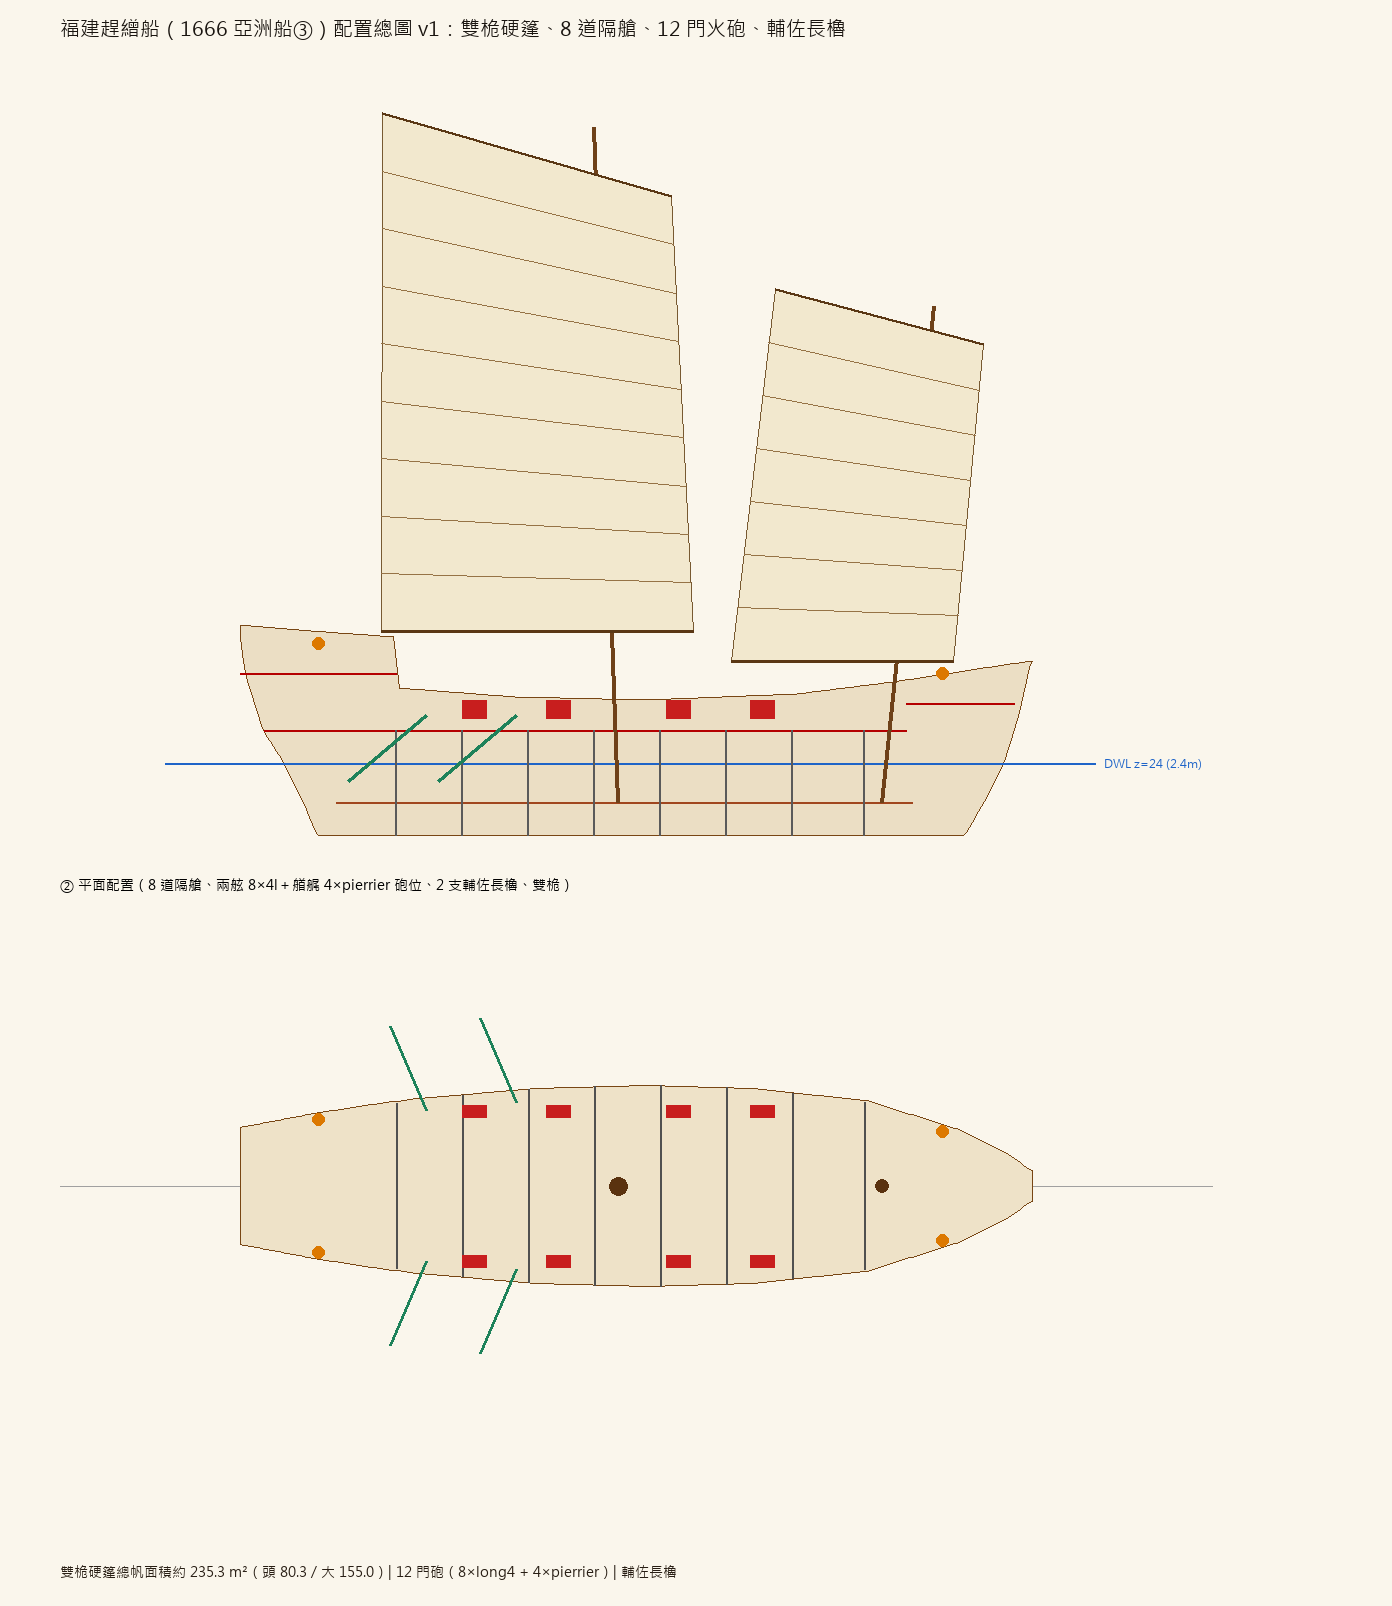 福建趕繒船（1666 亞洲船③）配置總圖 v1：雙桅硬篷、8 道隔艙、12 門火砲、輔佐長櫓
DWL z=24 (2.4m)
② 平面配置（8 道隔艙、兩舷 8×4l + 艏艉 4×pierrier 砲位、2 支輔佐長櫓、雙桅）
雙桅硬篷總帆面積約 235.3 m²（頭 80.3 / 大 155.0）| 12 門砲（8×long4 + 4×pierrier）| 輔佐長櫓